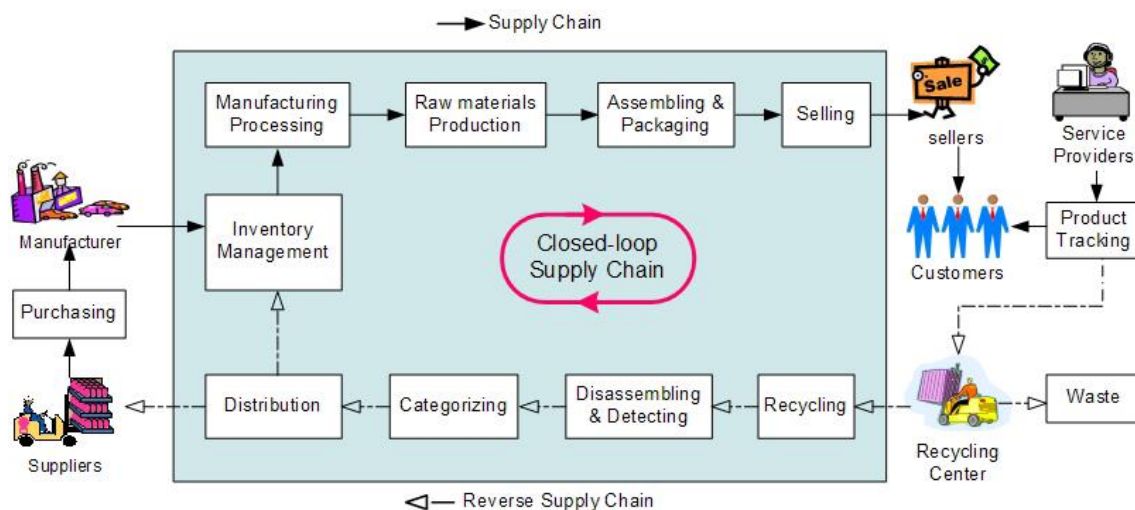 Supply Chain
Manufacturing
Processing
Raw materials
Production
Assembling &
Packaging
Selling
Sale
sellers
Service
Providers
Manufacturer
Inventory
Management
Closed-loop
Supply Chain
Customers
Product
Tracking
Purchasing
Suppliers
Distribution
Categorizing
Disassembling
& Detecting
Recycling
Recycling
Center
Waste
Reverse Supply Chain